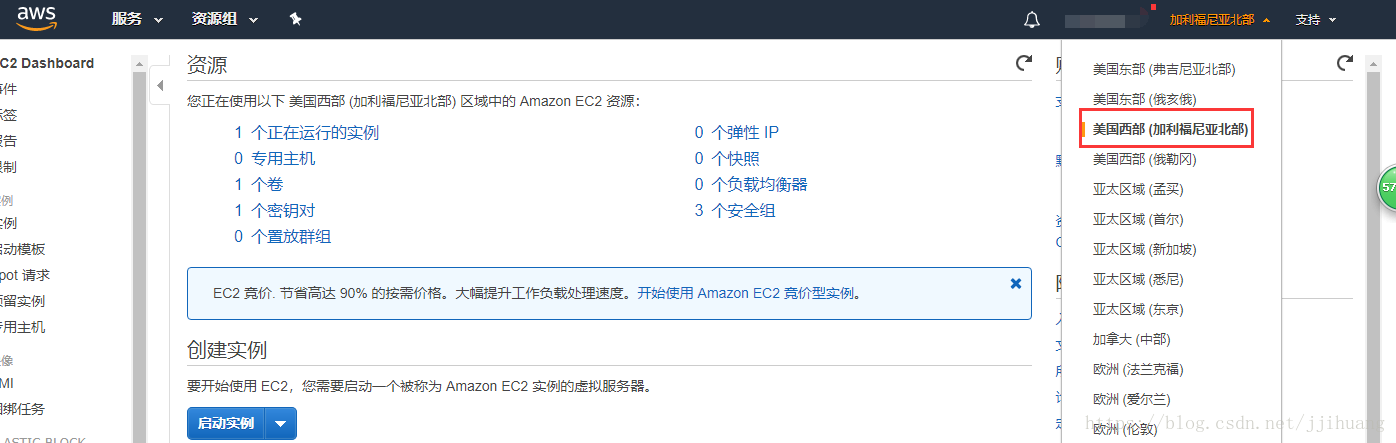 aws 服务 资源组 加利福尼亚北部 支持
C2 Dashboard
事件
标签
报告
限制
实例
启动模板
pot 请求
预留实例
专用主机
MI
捆绑任务
LASTIC BLOCK
资源
您正在使用以下 美国西部 (加利福尼亚北部) 区域中的 Amazon EC2 资源:
1 个正在运行的实例 0 个弹性 IP
0 专用主机 0 个快照
1 个卷 0 个负载均衡器
1 个密钥对 3 个安全组
0 个置放群组
EC2 竞价. 节省高达 90% 的按需价格。大幅提升工作负载处理速度。开始使用 Amazon EC2 竞价型实例。
创建实例
要开始使用 EC2，您需要启动一个被称为 Amazon EC2 实例的虚拟服务器。
启动实例
美国东部 (弗吉尼亚北部)
美国东部 (俄亥俄)
美国西部 (加利福尼亚北部)
美国西部 (俄勒冈)
亚太区域 (孟买)
亚太区域 (首尔)
亚太区域 (新加坡)
亚太区域 (悉尼)
亚太区域 (东京)
加拿大 (中部)
欧洲 (法兰克福)
欧洲 (爱尔兰)
欧洲 (伦敦)
57
https://blog.csdn.net/jjihuang